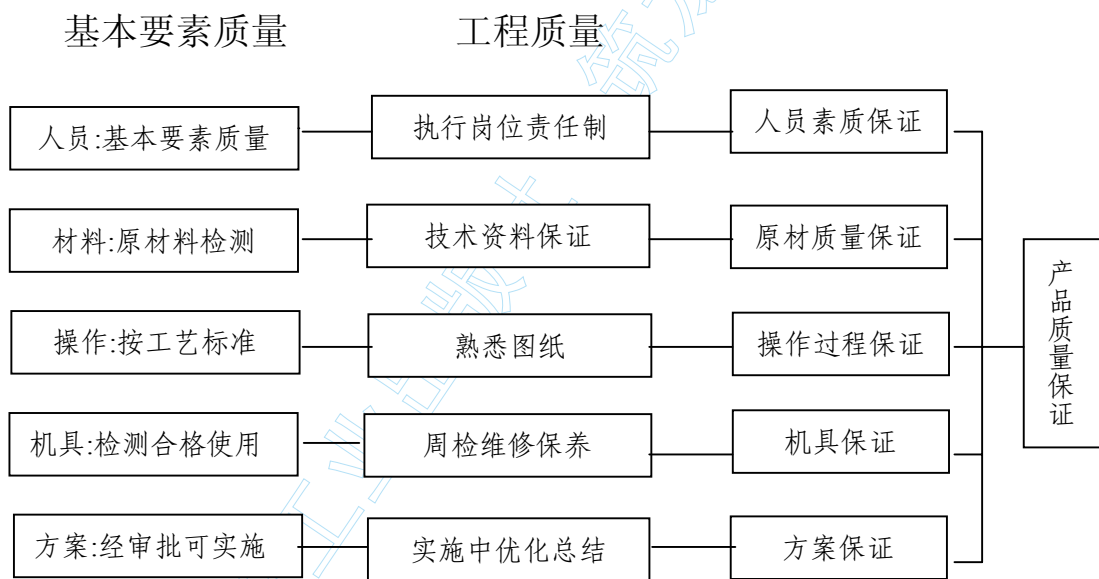 基本要素质量 工程质量
人员:基本要素质量 执行岗位责任制 人员素质保证
材料:原材料检测 技术资料保证 原材质量保证
操作:按工艺标准 熟悉图纸 操作过程保证
机具:检测合格使用 周检维修保养 机具保证
方案:经审批可实施 实施中优化总结 方案保证
产品质量保证